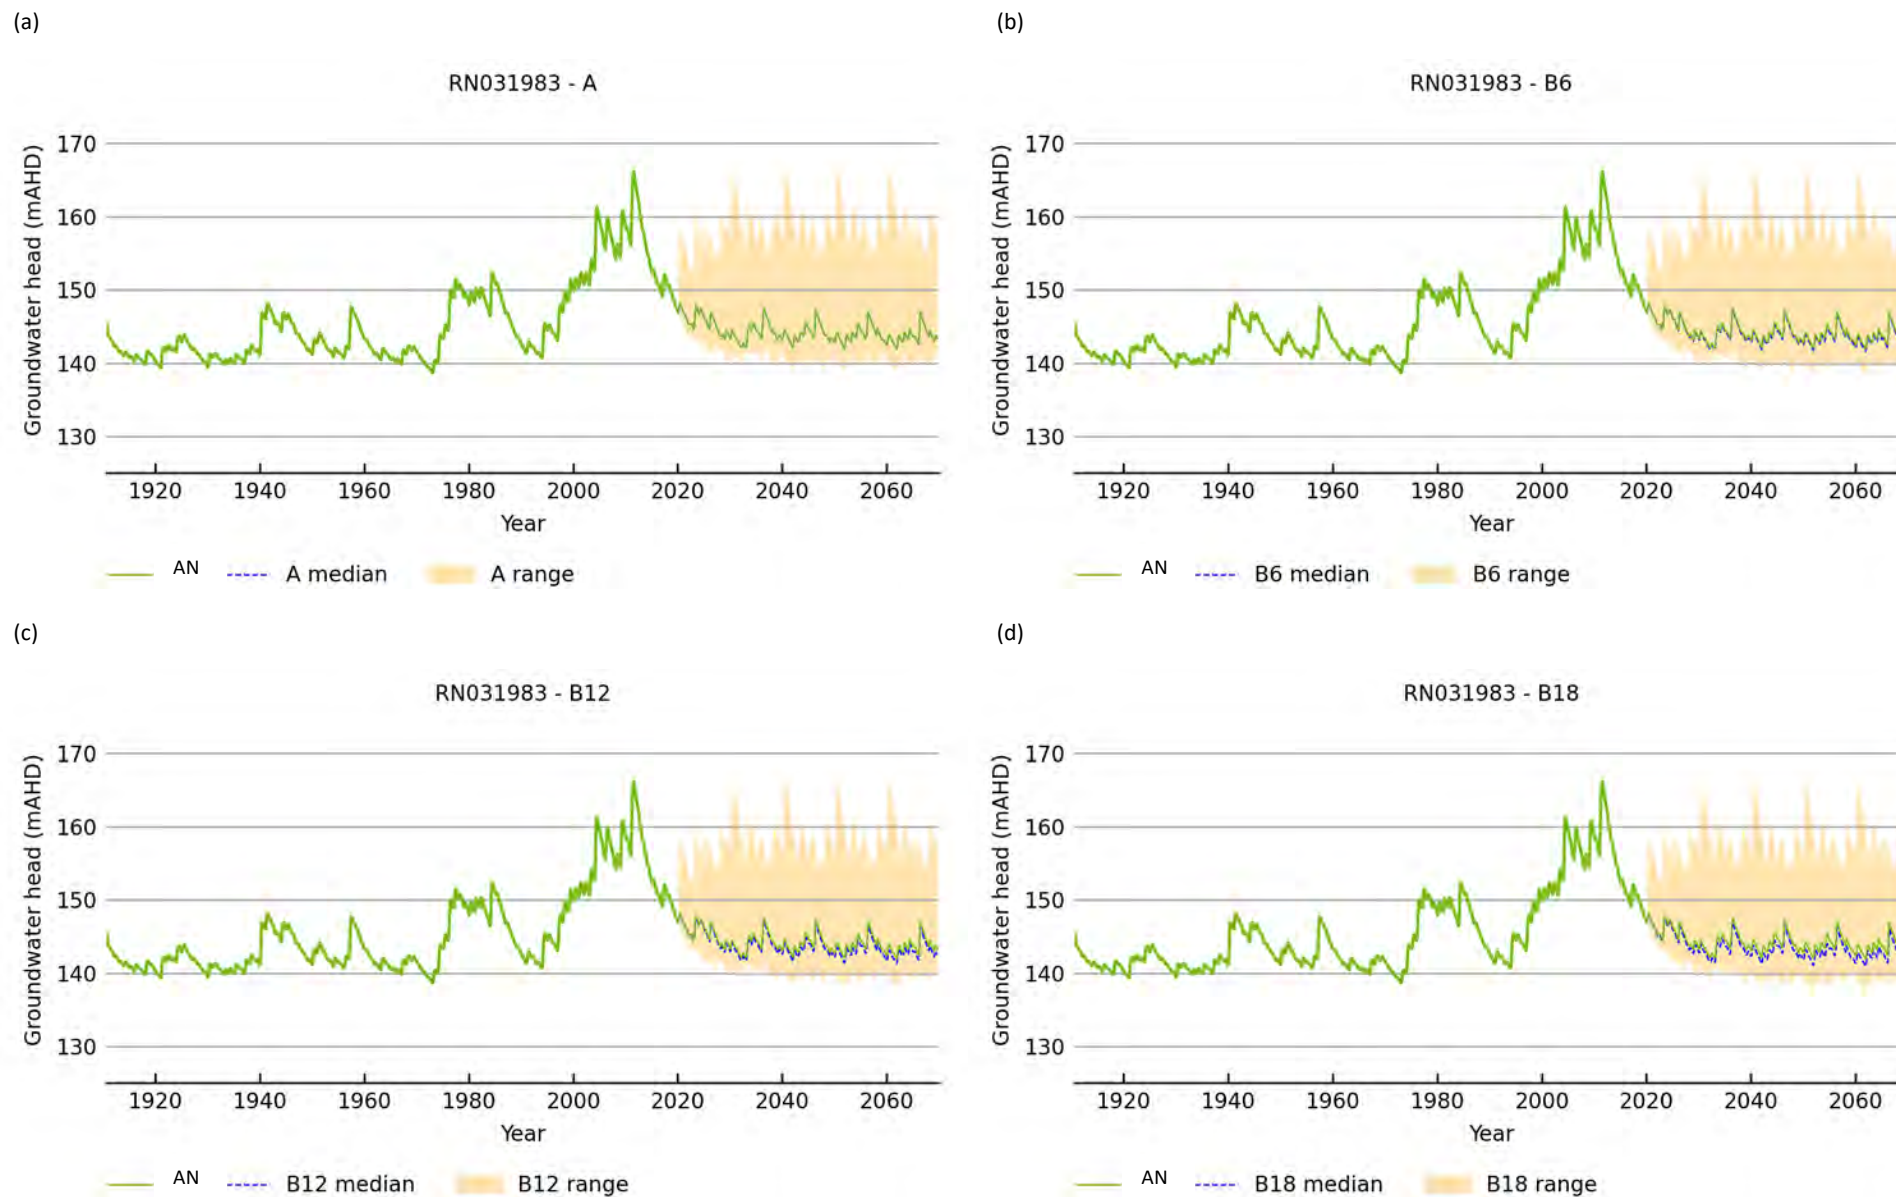 (a)
RN031983 - A
Groundwater head (mAHD)
170
160
150
140
130
1920 1940 1960 1980 2000 2020 2040 2060
Year
AN A median A range
(b)
RN031983 - B6
Groundwater head (mAHD)
170
160
150
140
130
1920 1940 1960 1980 2000 2020 2040 2060
Year
AN B6 median B6 range
(c)
RN031983 - B12
Groundwater head (mAHD)
170
160
150
140
130
1920 1940 1960 1980 2000 2020 2040 2060
Year
AN B12 median B12 range
(d)
RN031983 - B18
Groundwater head (mAHD)
170
160
150
140
130
1920 1940 1960 1980 2000 2020 2040 2060
Year
AN B18 median B18 range